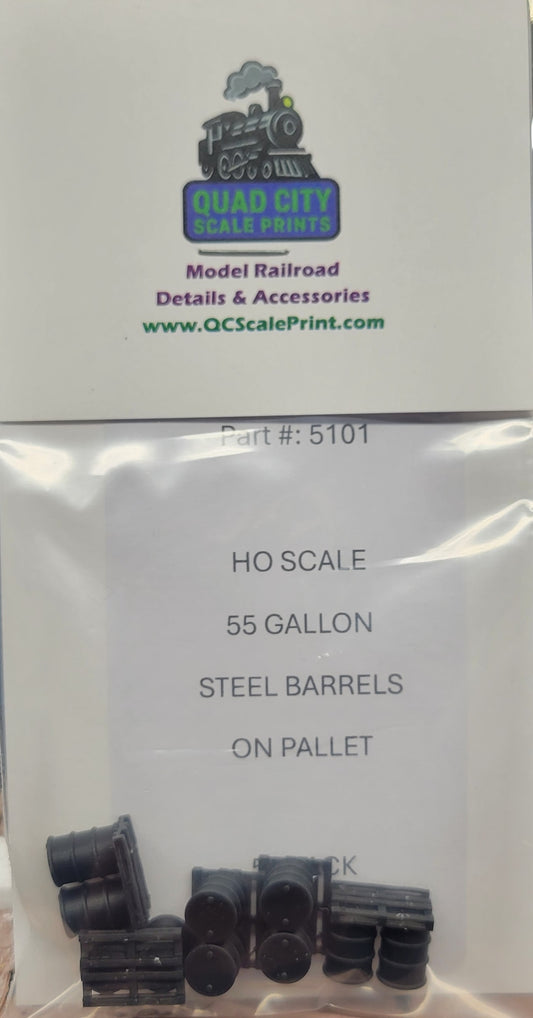 QUAD CITY
SCALE PRINTS
Model Railroad
Details & Accessories
www.QCScalePrint.com
Part #: 5101
HO SCALE
55 GALLON
STEEL BARRELS
ON PALLET